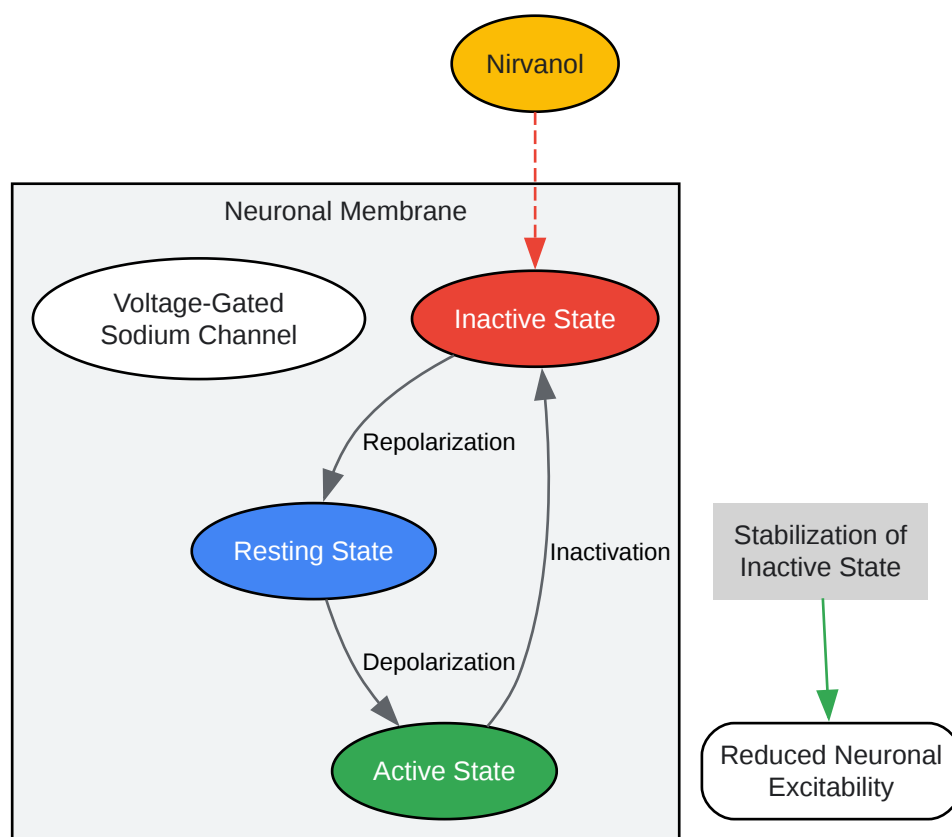 Nirvanol
Neuronal Membrane
Voltage-Gated
Sodium Channel
Inactive State
Repolarization
Resting State
Inactivation
Stabilization of
Inactive State
Depolarization
Active State
Reduced Neuronal
Excitability